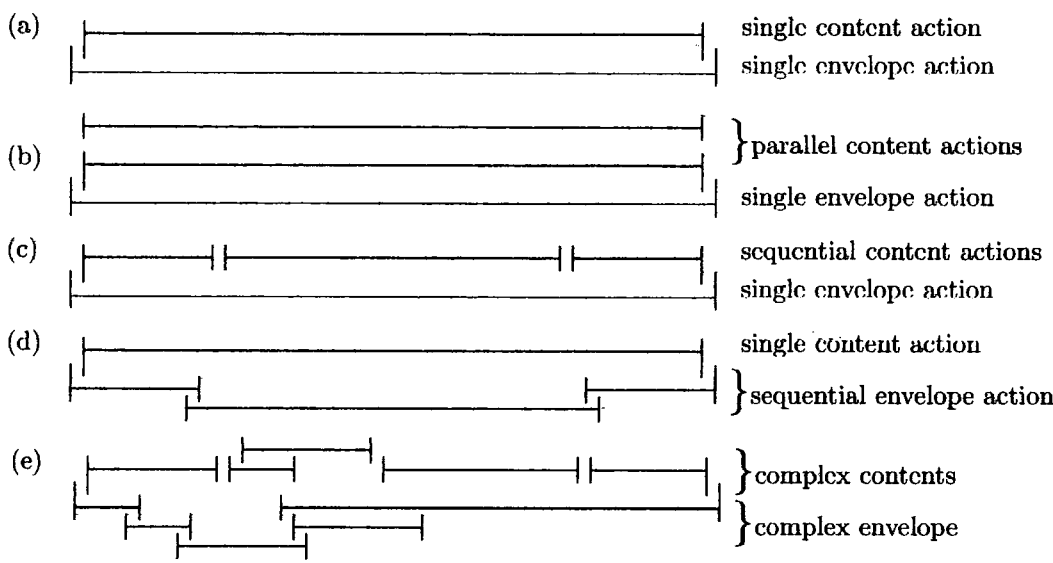 (a) single content action
single envelope action
} parallel content actions
(b)
single envelope action
(c) sequential content actions
single envelope action
(d) single content action
} sequential envelope action
(e)
} complex contents
} complex envelope